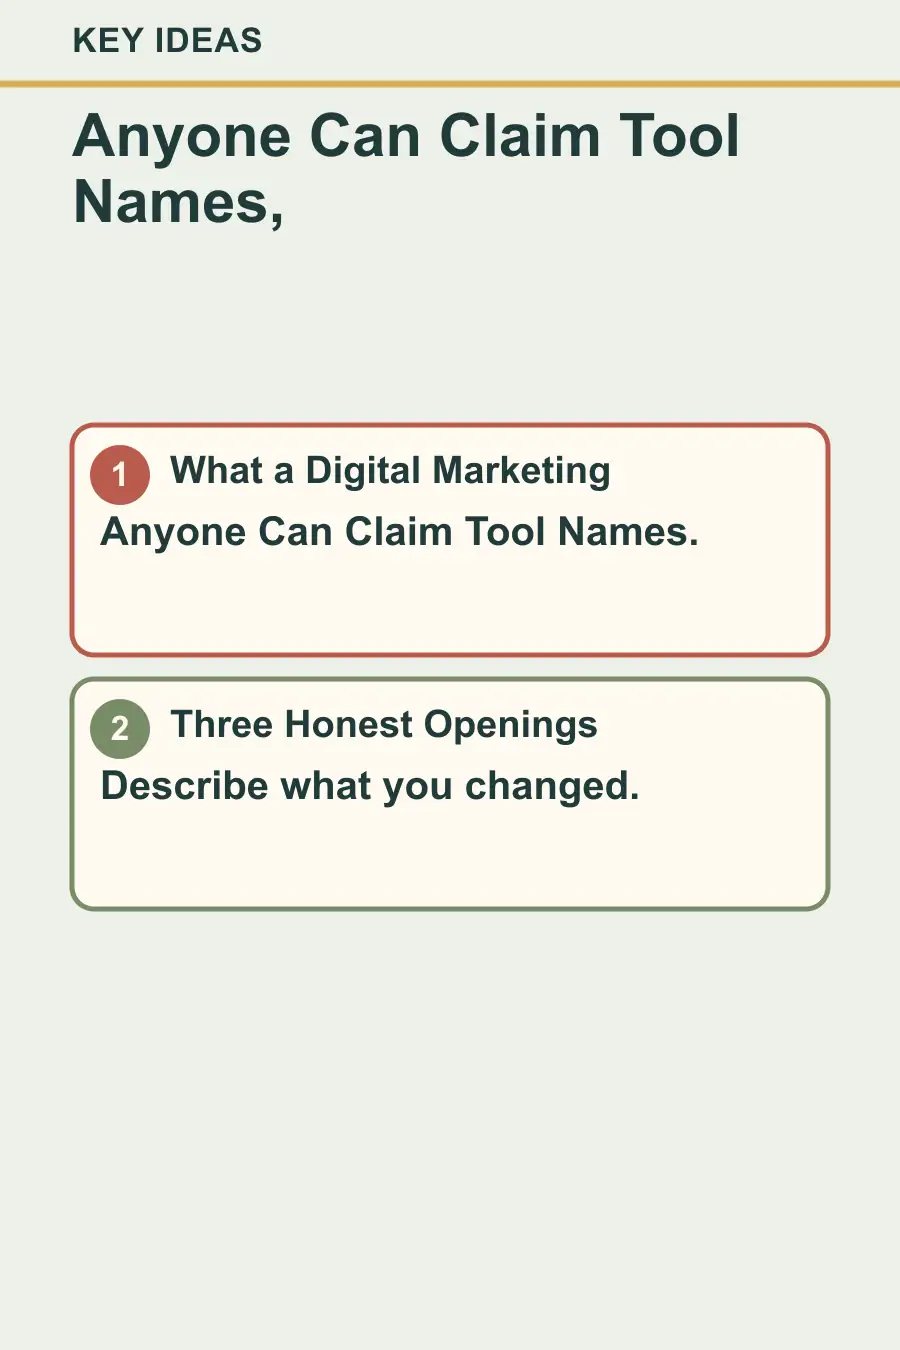 KEY IDEAS
Anyone Can Claim Tool
Names,
1 What a Digital Marketing
Anyone Can Claim Tool Names.
2 Three Honest Openings
Describe what you changed.